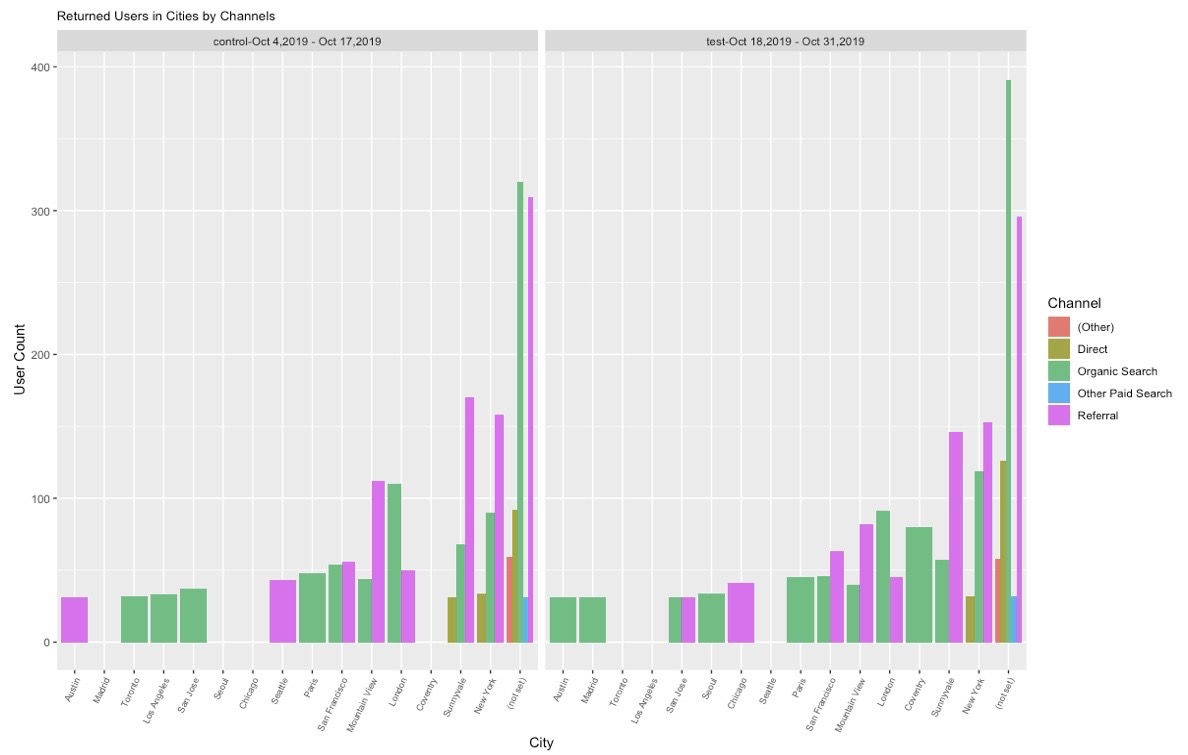 Returned Users in Cities by Channels
control-Oct 4,2019 - Oct 17,2019
test-Oct 18,2019 - Oct 31,2019
400
300
200
100
0
User Count
Austin
Madrid
Toronto
Los Angeles
San Jose
Seoul
Chicago
Seattle
Paris
San Francisco
Mountain View
London
Coventry
Sunnyvale
New York
(not set)
Austin
Madrid
Toronto
Los Angeles
San Jose
Seoul
Chicago
Seattle
Paris
San Francisco
Mountain View
London
Coventry
Sunnyvale
New York
(not set)
City
Channel
(Other)
Direct
Organic Search
Other Paid Search
Referral